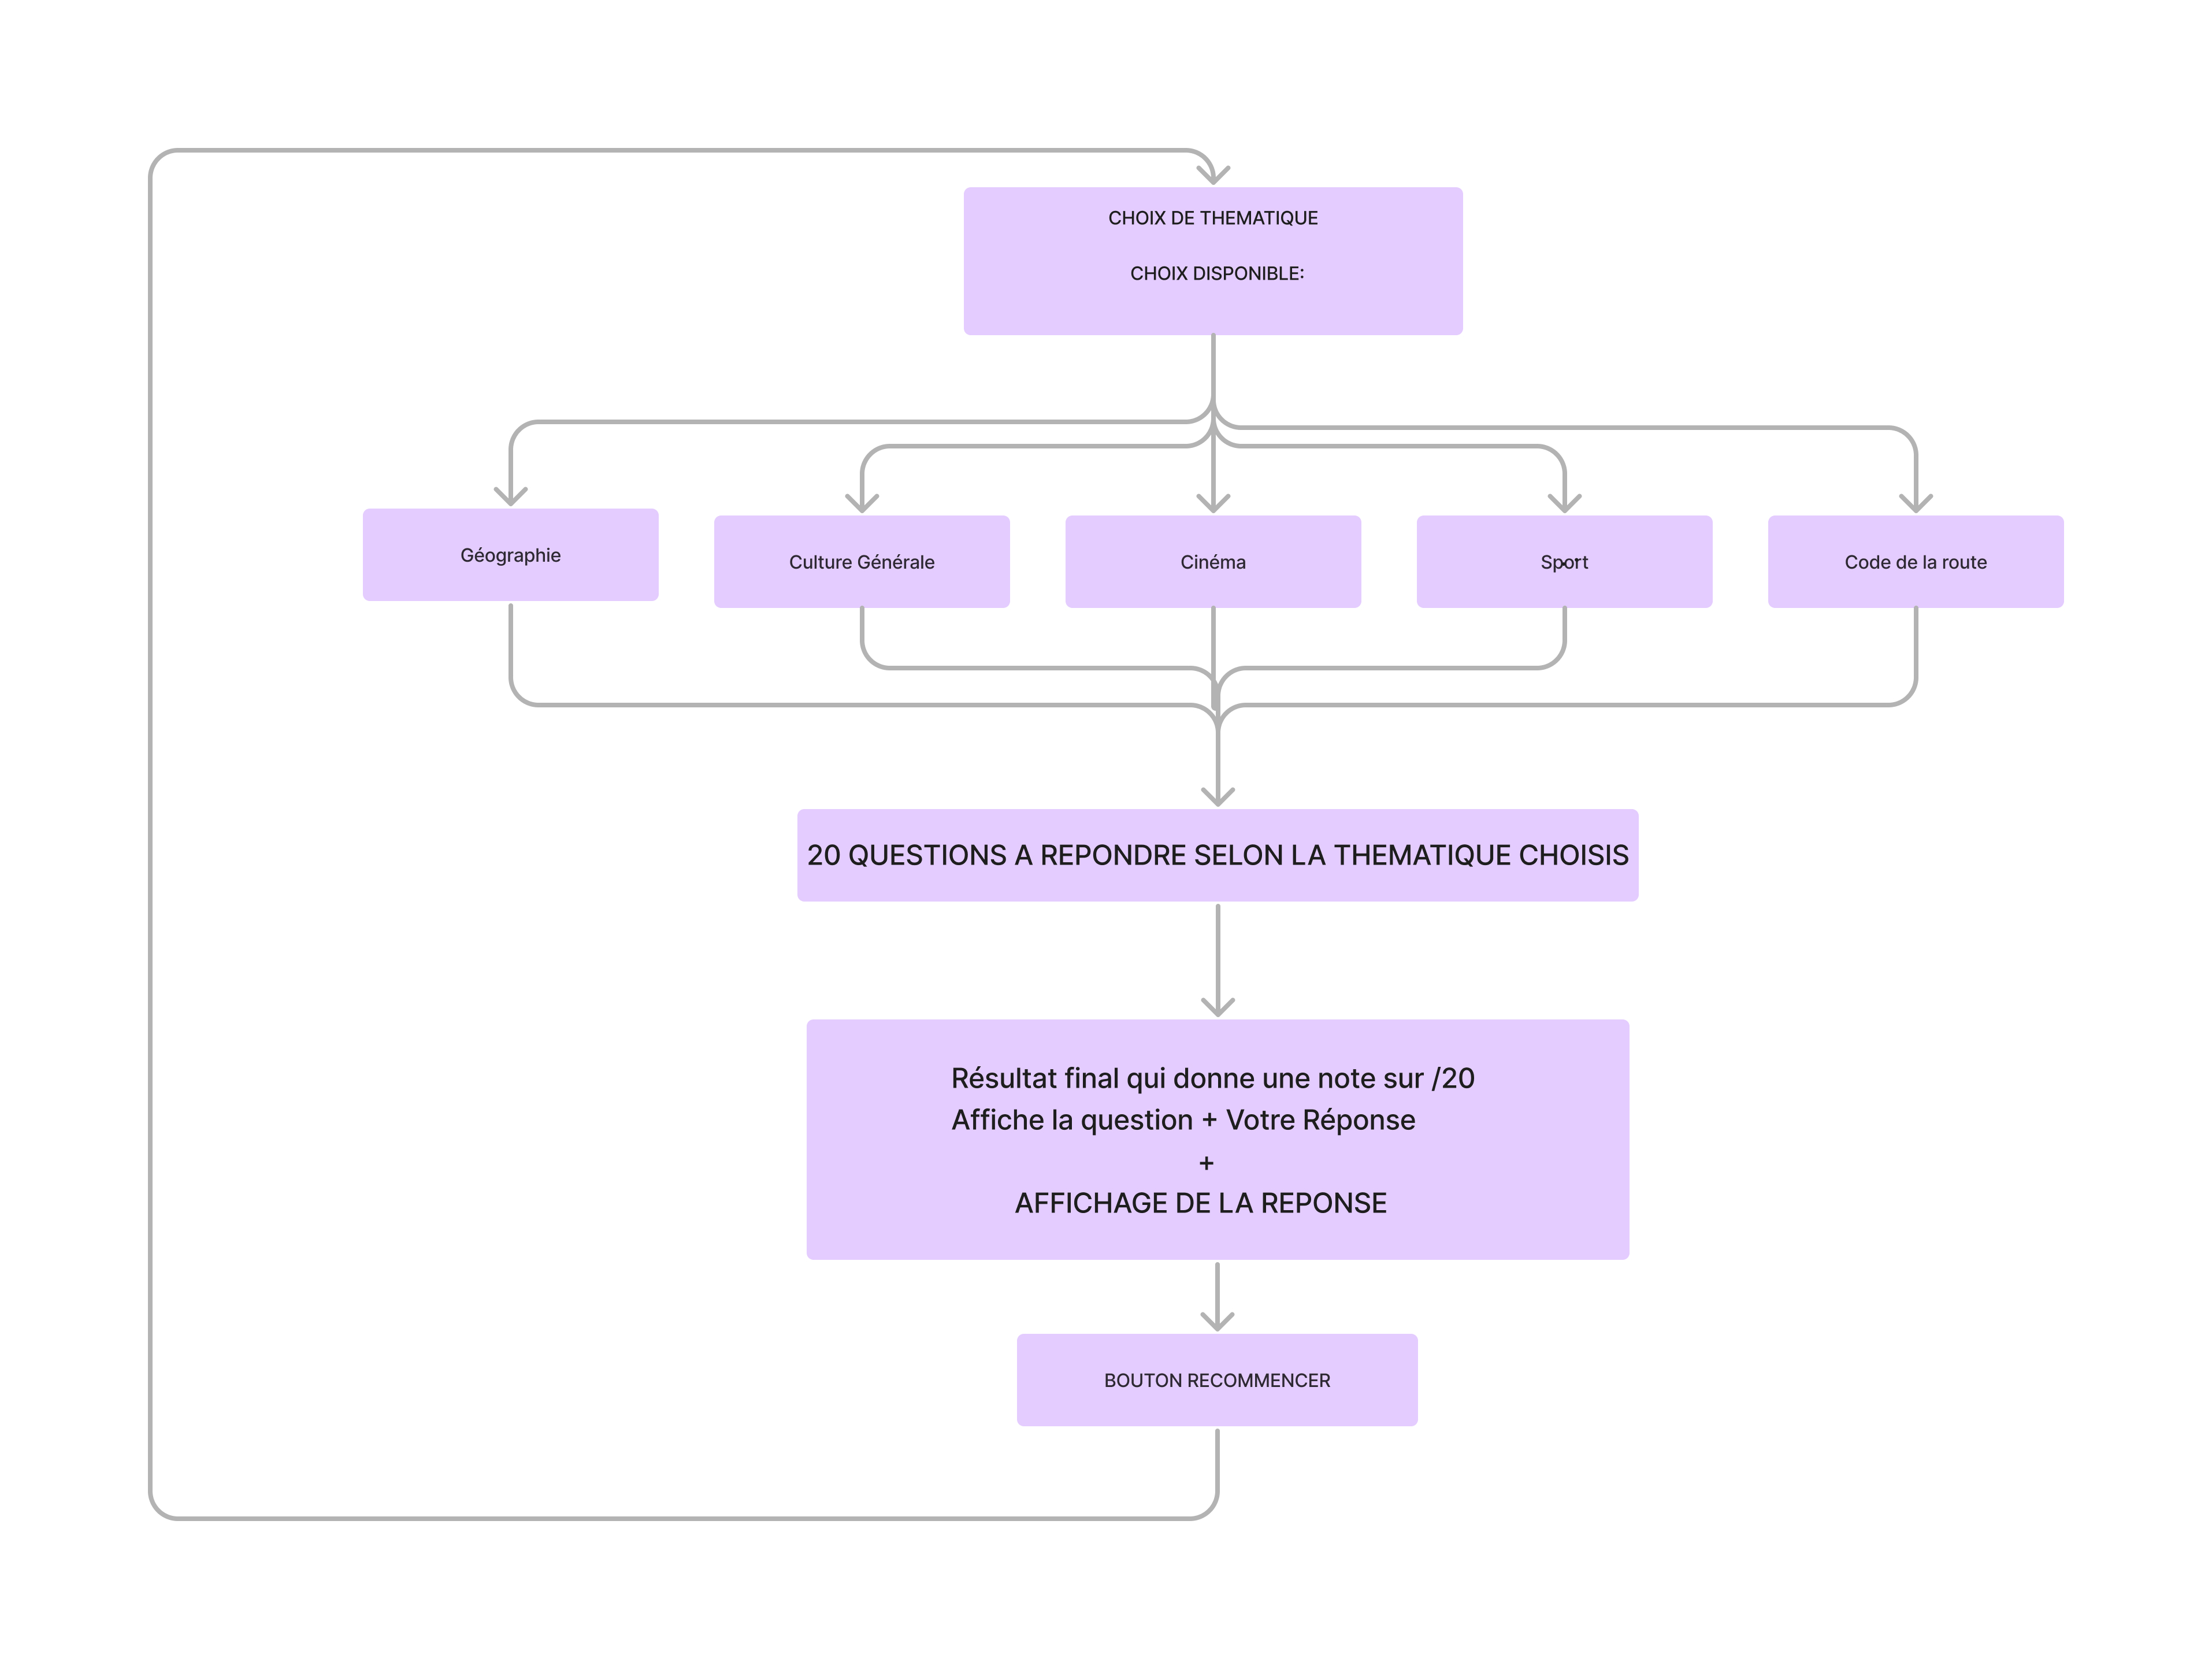 CHOIX DE THEMATIQUE
CHOIX DISPONIBLE:
Géographie
Culture Générale
Cinéma
Sport
Code de la route
20 QUESTIONS A REPONDRE SELON LA THEMATIQUE CHOISIS
Résultat final qui donne une note sur /20
Affiche la question + Votre Réponse
+
AFFICHAGE DE LA REPONSE
BOUTON RECOMMENCER